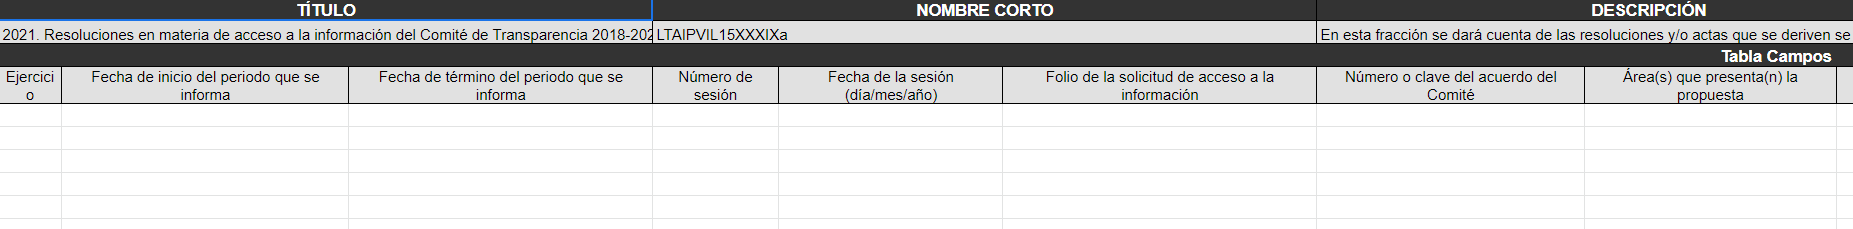 TÍTULO NOMBRE CORTO DESCRIPCIÓN
2021. Resoluciones en materia de acceso a la información del Comité de Transparencia 2018-202 LTAIPVIL15XXXIXa En esta fracción se dará cuenta de las resoluciones y/o actas que se deriven se
Tabla Campos
Ejercici
o
Fecha de inicio del periodo que se
informa
Fecha de término del periodo que se
informa
Número de
sesión
Fecha de la sesión
(día/mes/año)
Folio de la solicitud de acceso a la
información
Número o clave del acuerdo del
Comité
Área(s) que presenta(n) la
propuesta